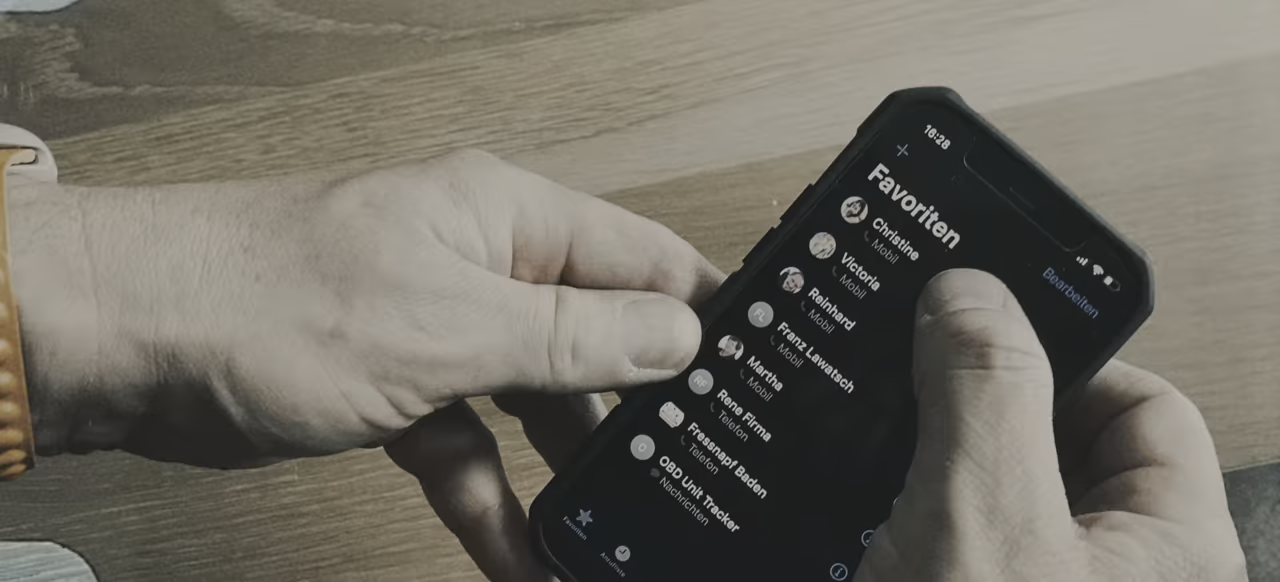 16:28
Favoriten
Bearbeiten
Christine
Mobil
Victoria
Mobil
Reinhard
Mobil
FL
Franz Lawatsch
Mobil
Martha
Mobil
RF
Rene Firma
Telefon
Fressnapf Baden
Telefon
O
OBD Unit Tracker
Nachrichten
Favoriten
Anrufliste